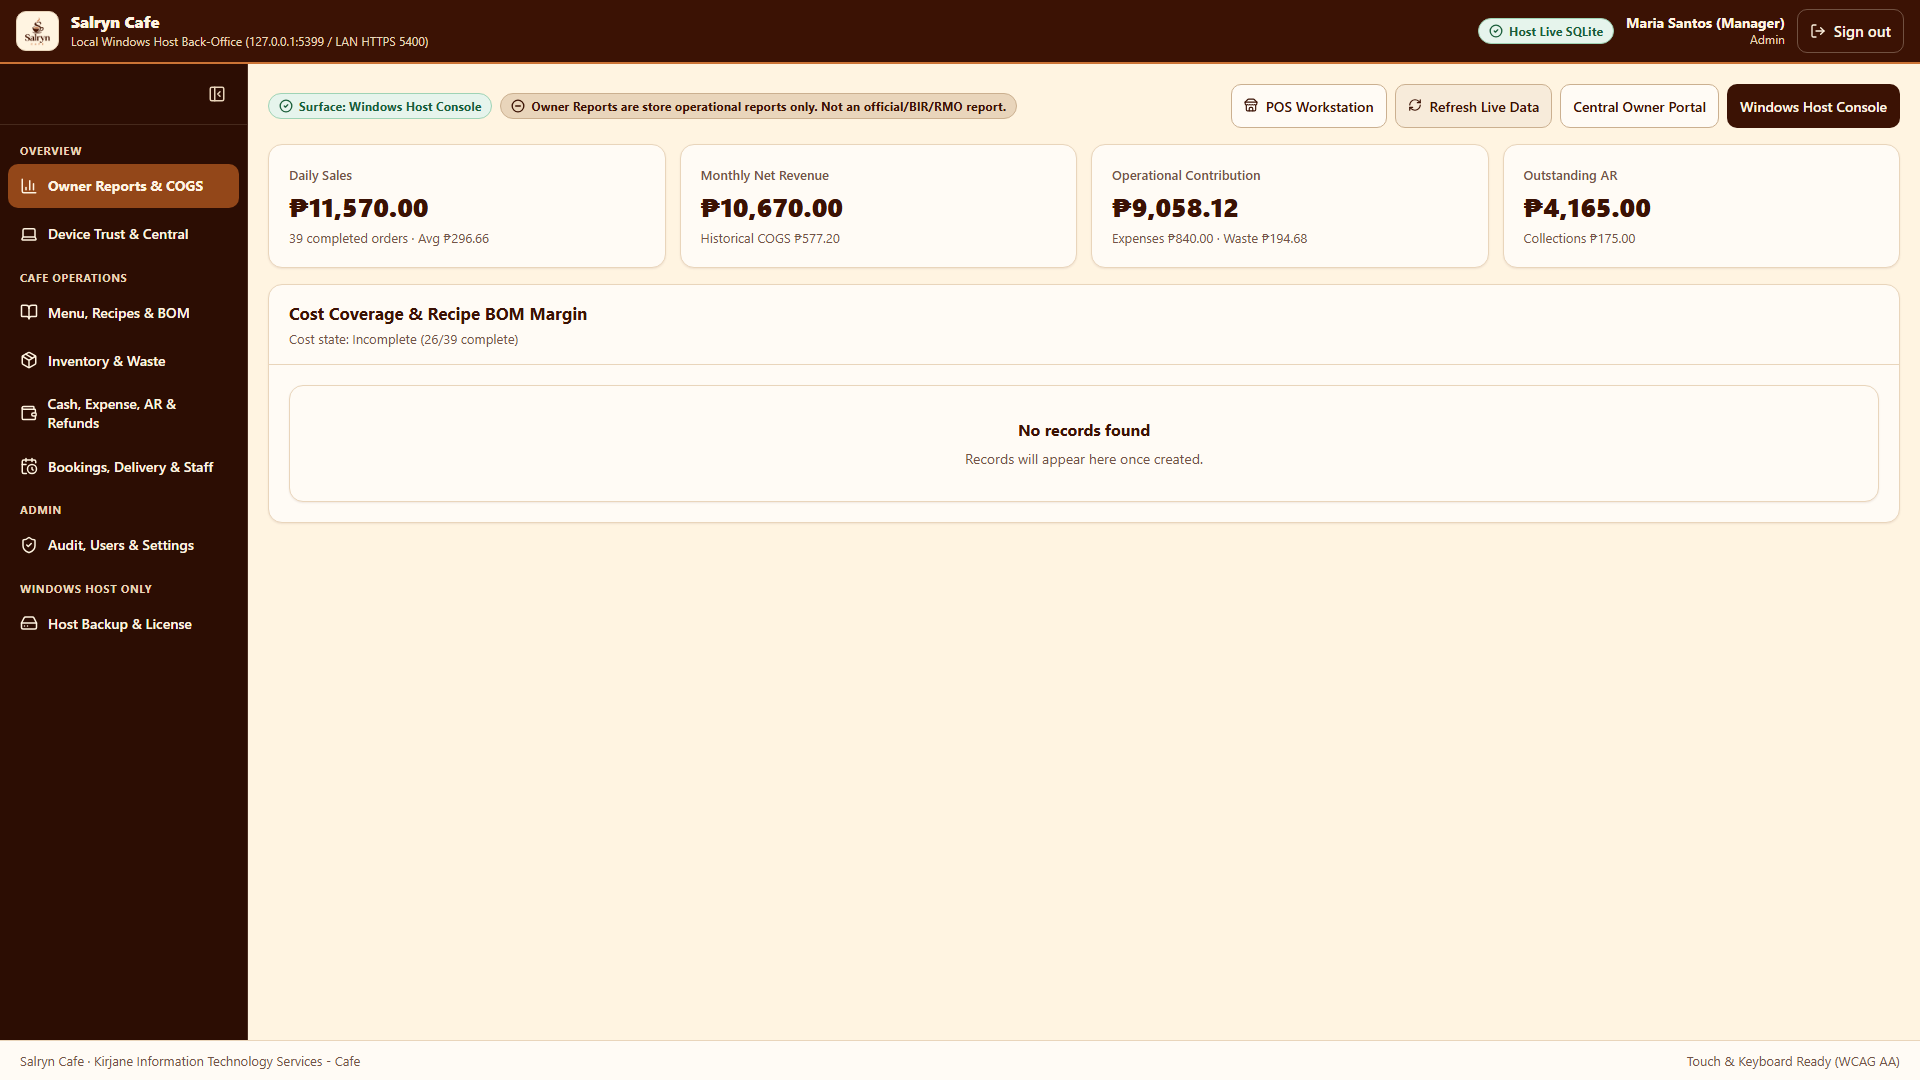 Salryn
Salryn Cafe
Local Windows Host Back-Office (127.0.0.1:5399 / LAN HTTPS 5400)
Host Live SQLite
Maria Santos (Manager)
Admin
Sign out
OVERVIEW
Owner Reports & COGS
Device Trust & Central
CAFE OPERATIONS
Menu, Recipes & BOM
Inventory & Waste
Cash, Expense, AR &
Refunds
Bookings, Delivery & Staff
ADMIN
Audit, Users & Settings
WINDOWS HOST ONLY
Host Backup & License
Surface: Windows Host Console
Owner Reports are store operational reports only. Not an official/BIR/RMO report.
POS Workstation
Refresh Live Data
Central Owner Portal
Windows Host Console
Daily Sales
₱11,570.00
39 completed orders · Avg ₱296.66
Monthly Net Revenue
₱10,670.00
Historical COGS ₱577.20
Operational Contribution
₱9,058.12
Expenses ₱840.00 · Waste ₱194.68
Outstanding AR
₱4,165.00
Collections ₱175.00
Cost Coverage & Recipe BOM Margin
Cost state: Incomplete (26/39 complete)
No records found
Records will appear here once created.
Salryn Cafe · Kirjane Information Technology Services - Cafe
Touch & Keyboard Ready (WCAG AA)